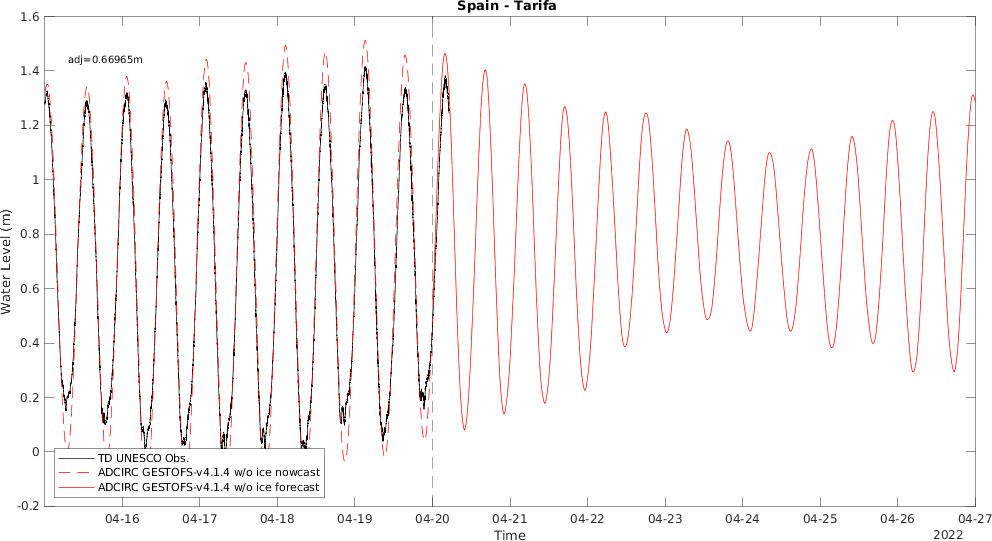 Spain - Tarifa
1.6
1.4
1.2
1
0.8
0.6
0.4
0.2
0
-0.2
Water Level (m)
adj=0.66965m
TD UNESCO Obs.
ADCIRC GESTOFS-v4.1.4 w/o ice nowcast
ADCIRC GESTOFS-v4.1.4 w/o ice forecast
04-16 04-17 04-18 04-19 04-20 04-21 04-22 04-23 04-24 04-25 04-26 04-27
Time
2022